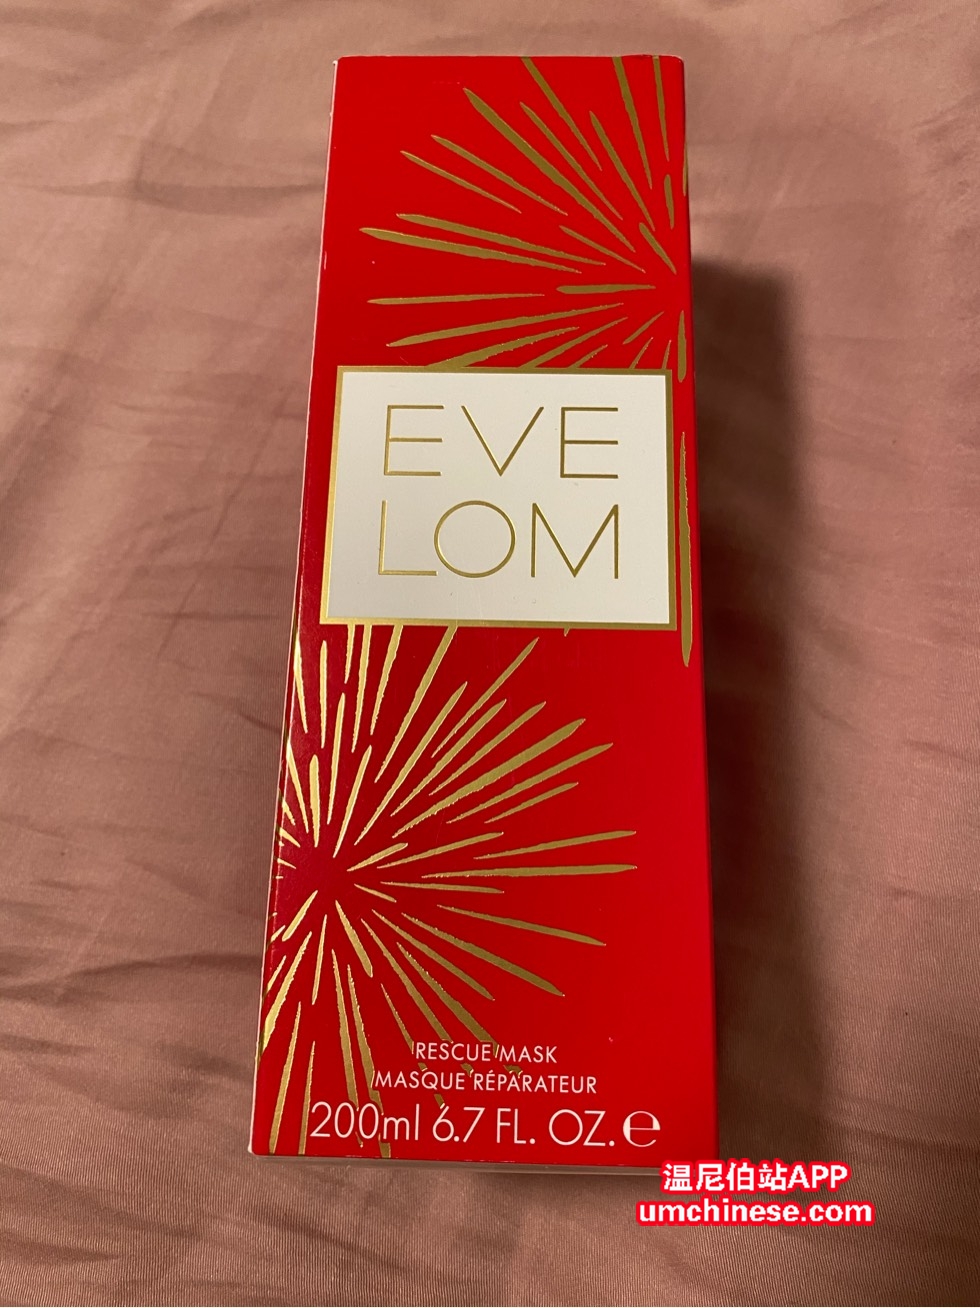 EVE
LOM
RESCUE MASK
MASQUE RÉPARATEUR
200ml 6.7 FL. OZ. ℮
温尼伯站APP
umchinese.com